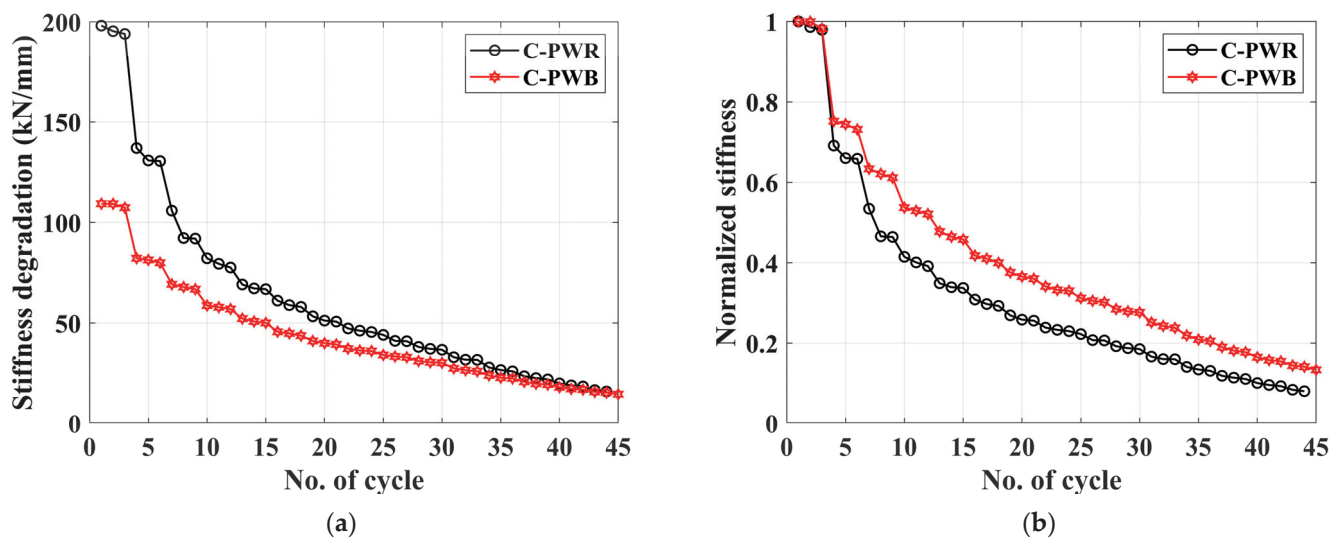 200
150
100
50
0
Stiffness degradation (kN/mm)
C-PWR
C-PWB
0 5 10 15 20 25 30 35 40 45
No. of cycle
(a)
1
0.8
0.6
0.4
0.2
0
Normalized stiffness
C-PWR
C-PWB
0 5 10 15 20 25 30 35 40 45
No. of cycle
(b)